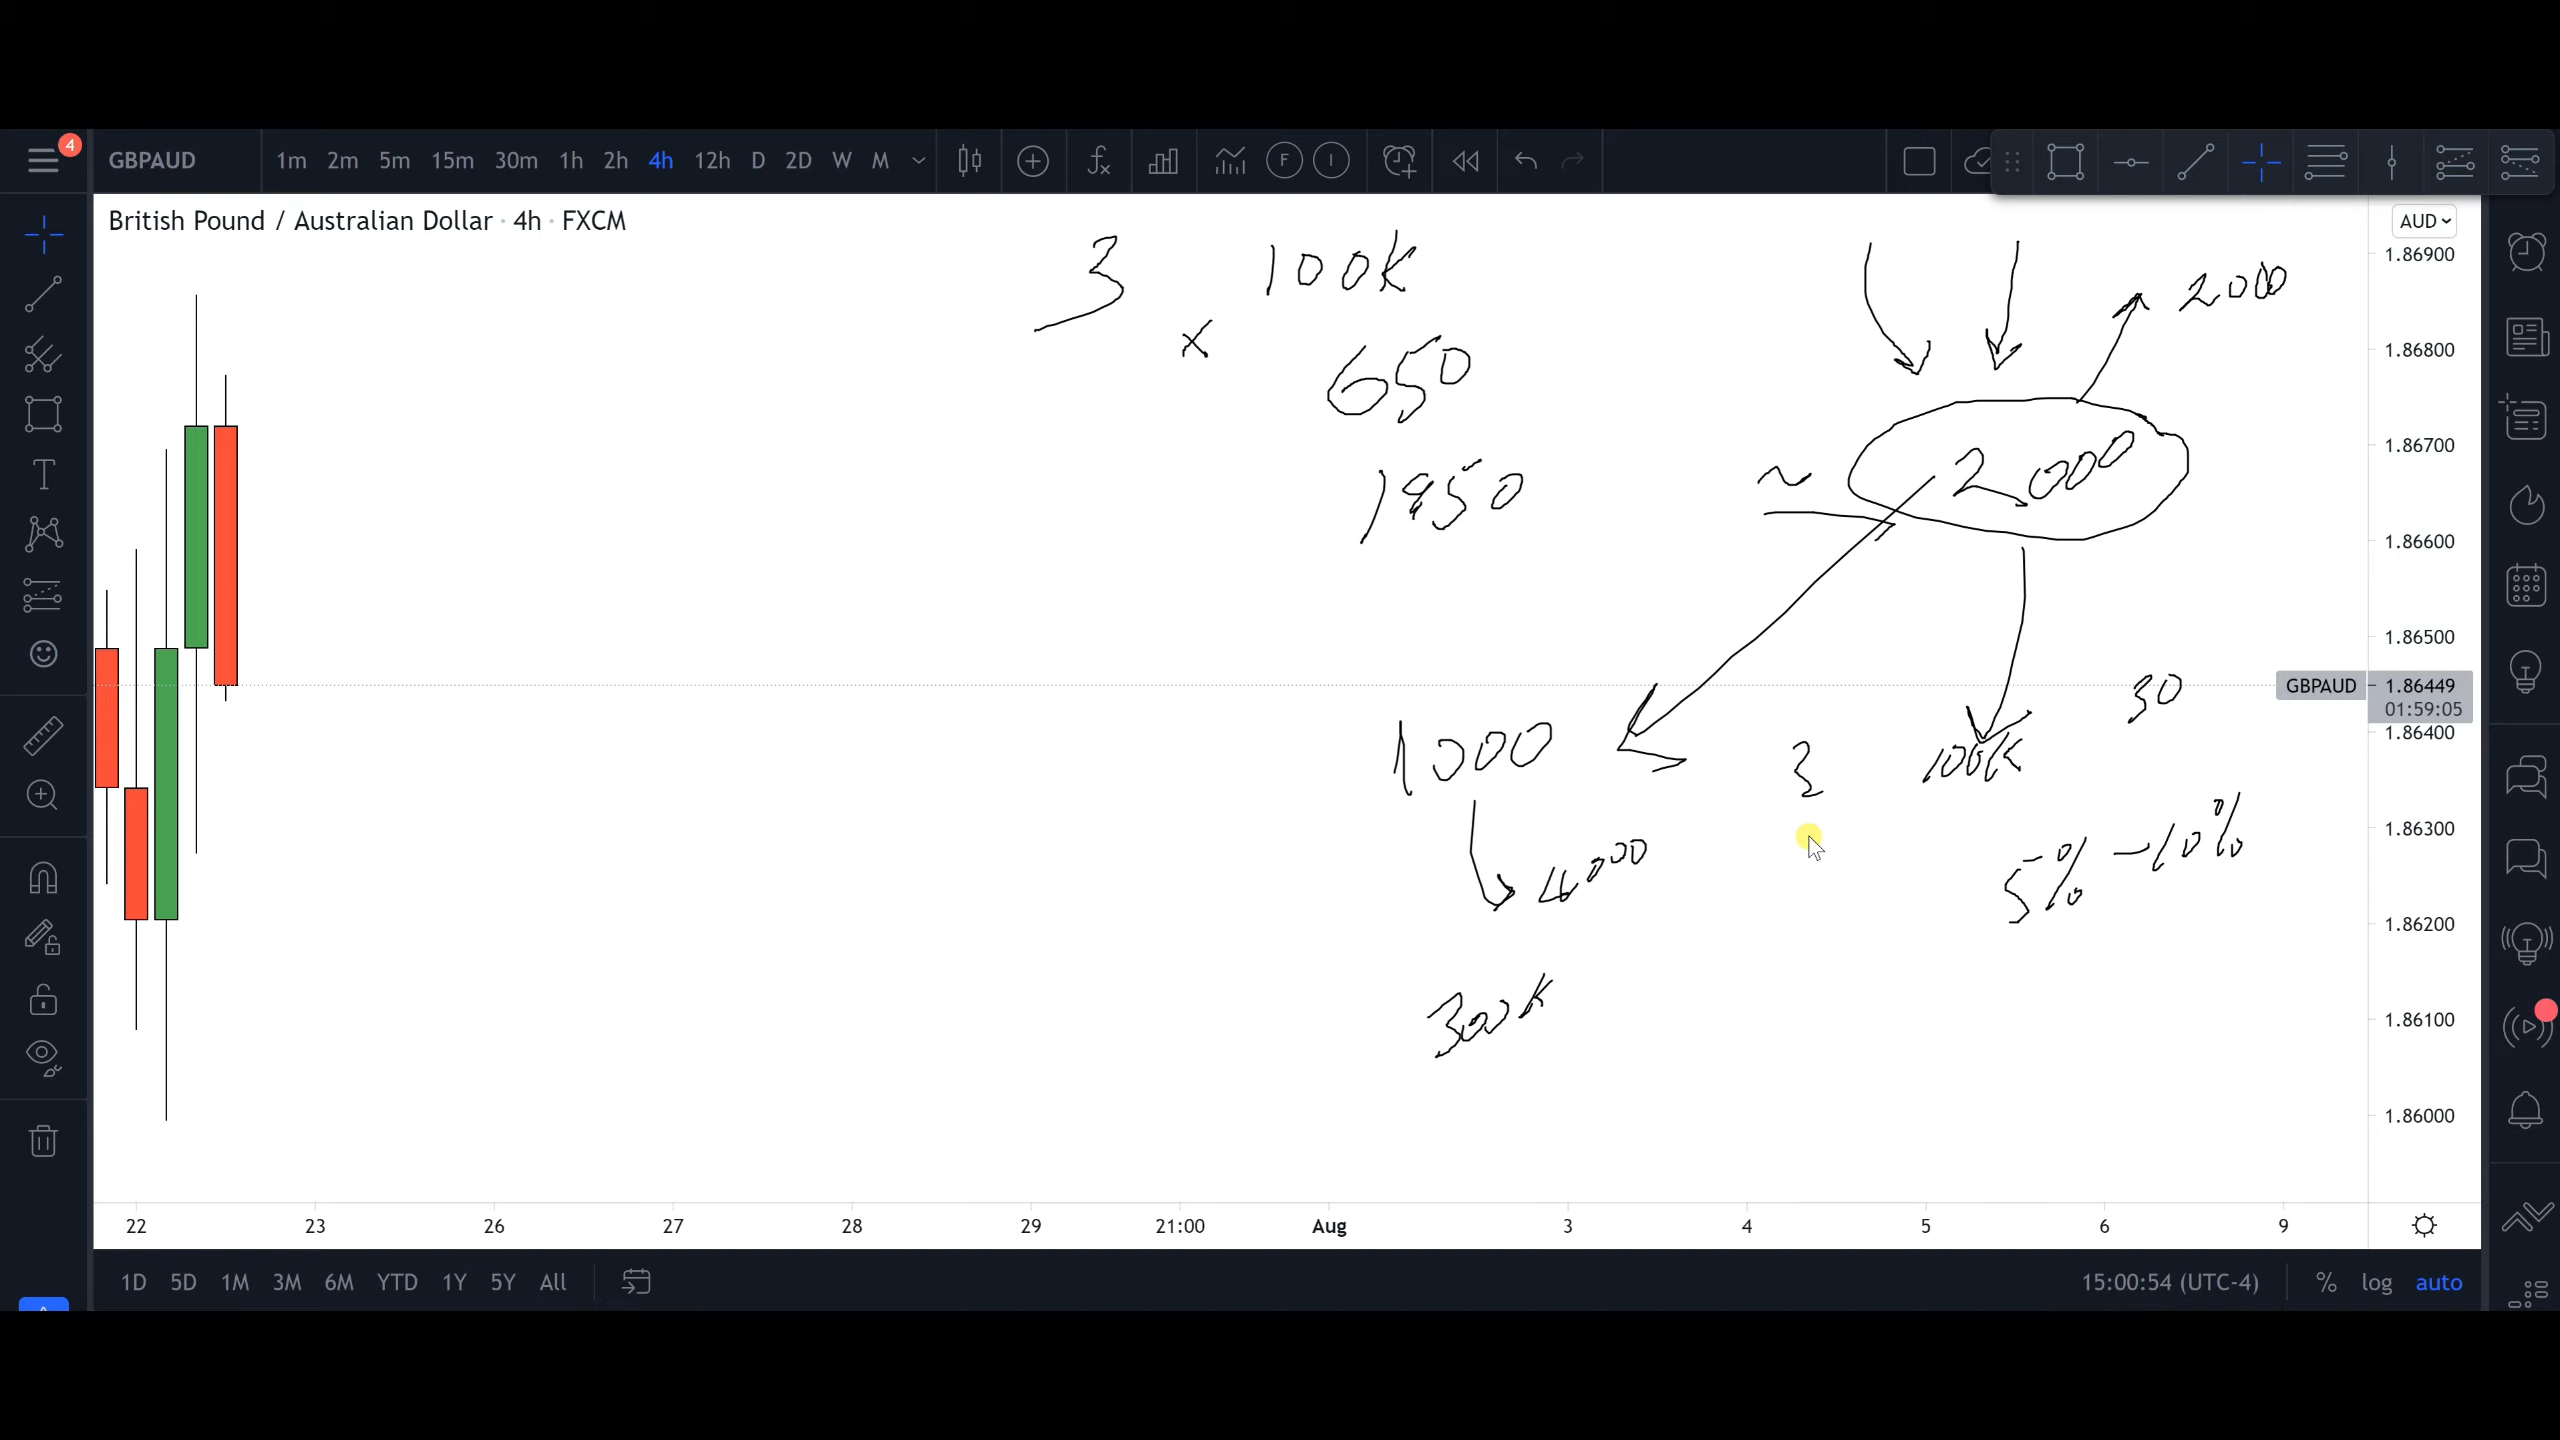 4
GBPAUD 1m 2m 5m 15m 30m 1h 2h 4h 12h D 2D W M
F I
British Pound / Australian Dollar · 4h · FXCM
AUD
3 100K
x
650
1950
2000
~ 2000
1000
4000
300K
3 100K 30
5% - 10%
1.86900
1.86800
1.86700
1.86600
1.86500
GBPAUD 1.86449
01:59:05
1.86400
1.86300
1.86200
1.86100
1.86000
22 23 26 27 28 29 21:00 Aug 3 4 5 6 9
1D 5D 1M 3M 6M YTD 1Y 5Y All 15:00:54 (UTC-4) % log auto